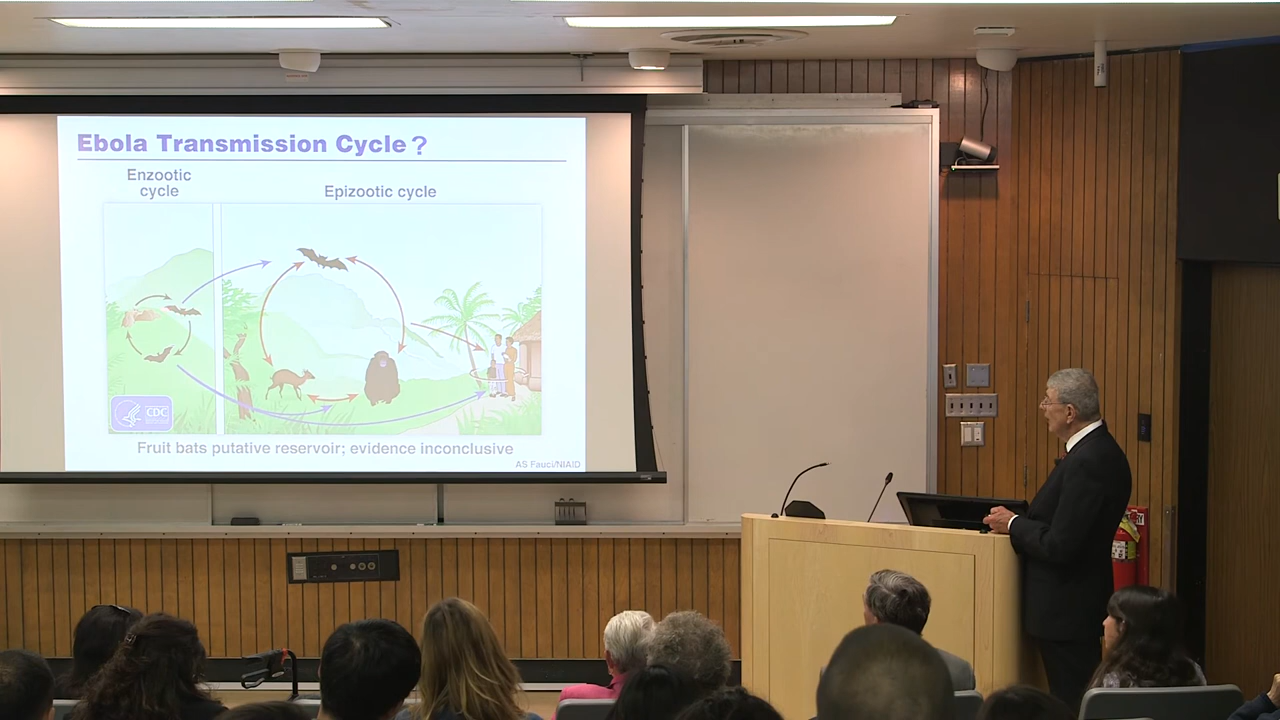 Ebola Transmission Cycle ?
Enzootic
cycle
Epizootic cycle
CDC
Fruit bats putative reservoir; evidence inconclusive
AS Fauci/NIAID